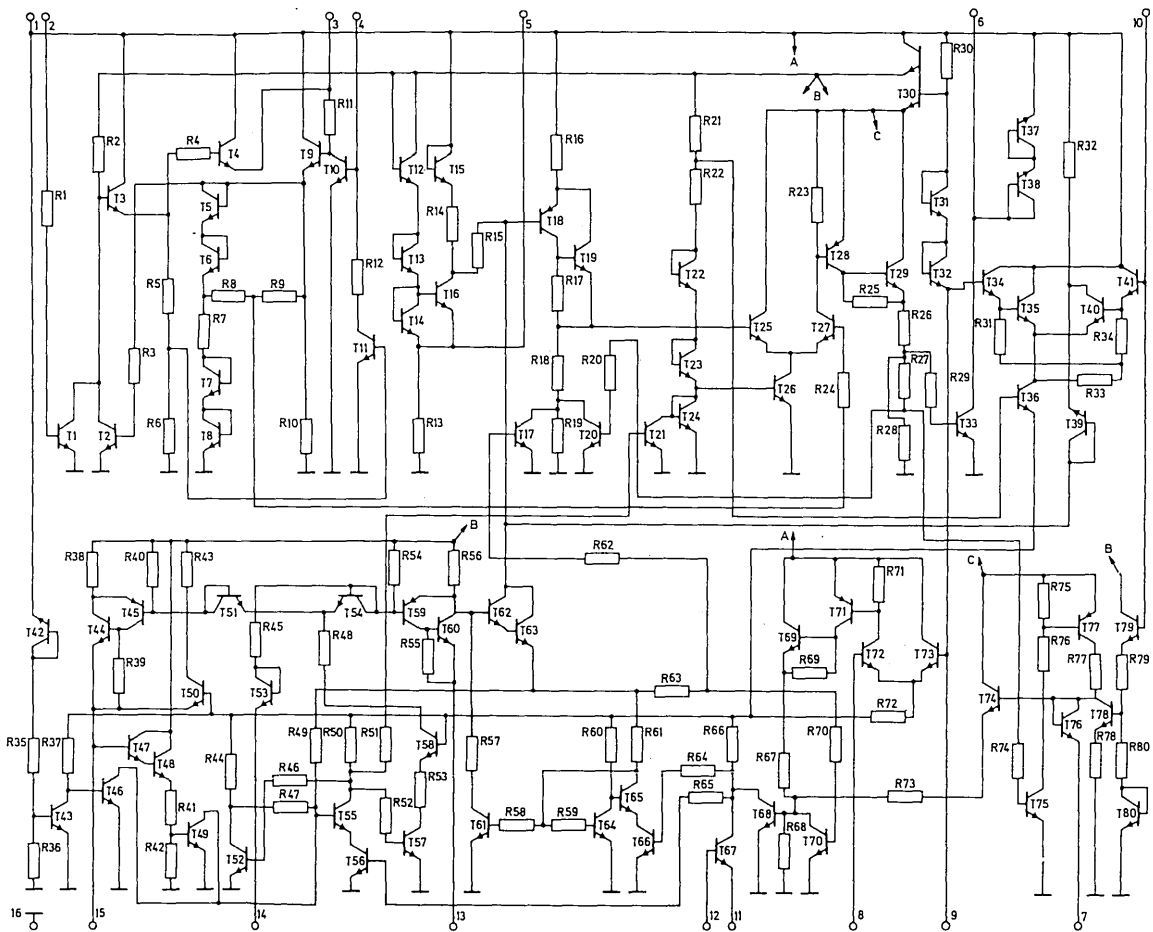 1 2 3 4 5 6 10
A R30
R11 B T30
R2 R4 T4 R21 T37
T9 T10 R16 C R32
T12 T15 T38
R1 T3 R22 R23
T5 R14 T31
R15 T18 T28
T6 T13 T19 T22 T29 T32
R5 R8 R9 R12 R17 R25 T34 T35 T40 T41
T16 R26 R31 R34
R7 T14 T25 T27
R3 T11 R18 R20 T23 R27 R29 R33
T7 T26 R24 T36
T1 T2 R6 T8 R10 R13 T17 R19 T20 T21 T24 R28 T33 T39
B
R38 R40 R43 R54 R56 R62 A C B
R71 R75
T42 T44 T45 T51 T54 T59 T60 T62 T63 T69 T71 T77 T79
R45 R48 R55 R76
R39 T72 T73 R77 R79
T50 T53 R69
R63 T74 T76 T78
R72
R35 R37 T47 T48 R44 R49 R50 R51 T58 R57 R60 R61 R66 R70 R74 R78 R80
R46 R53 R64 R67
R41 R47 T65 R65 R73
T43 T46 T49 T55 R52 T61 R58 R59 T64 T68 T75 T80
R36 R42 T52 T56 T57 T66 T67 R68 T70
16 15 14 13 12 11 8 9 7